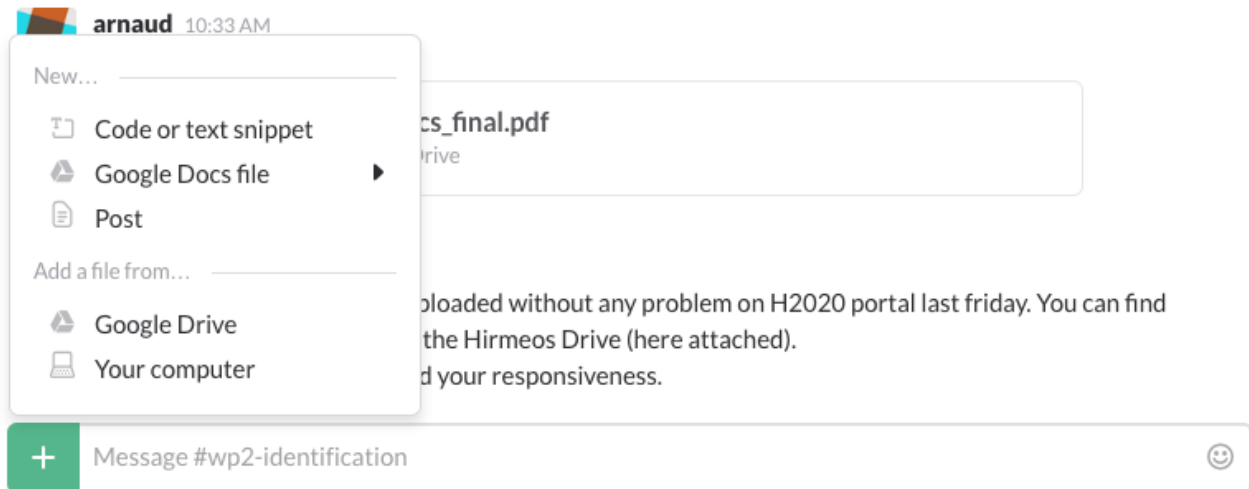 arnaud 10:33 AM
New…
Code or text snippet
Google Docs file
Post
Add a file from…
Google Drive
Your computer
cs_final.pdf
rive
ploaded without any problem on H2020 portal last friday. You can find
the Hirmeos Drive (here attached).
d your responsiveness.
Message #wp2-identification